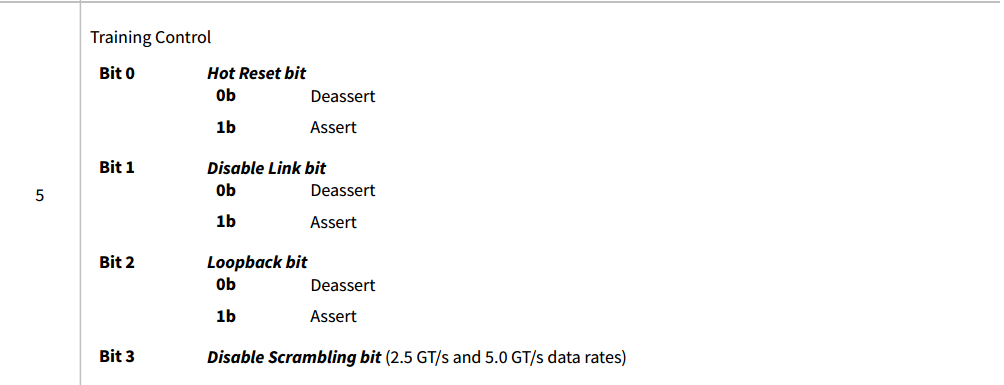 Training Control
Bit 0 Hot Reset bit
0b Deassert
1b Assert
Bit 1 Disable Link bit
0b Deassert
5
1b Assert
Bit 2 Loopback bit
0b Deassert
1b Assert
Bit 3 Disable Scrambling bit (2.5 GT/s and 5.0 GT/s data rates)